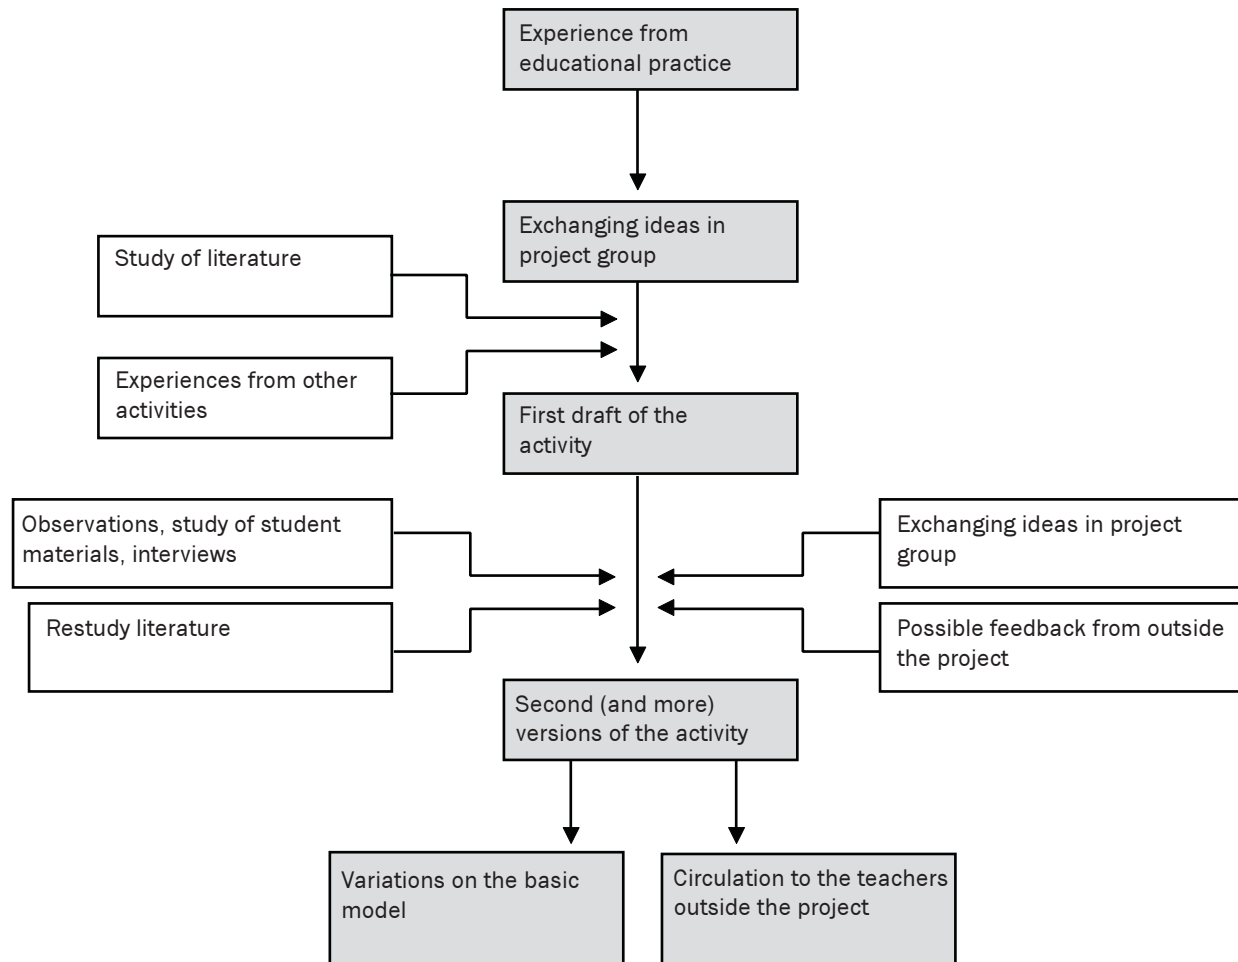 Experience from
educational practice
Exchanging ideas in
project group
Study of literature
Experiences from other
activities
First draft of the
activity
Observations, study of student
materials, interviews
Exchanging ideas in project
group
Restudy literature
Possible feedback from outside
the project
Second (and more)
versions of the activity
Variations on the basic
model
Circulation to the teachers
outside the project